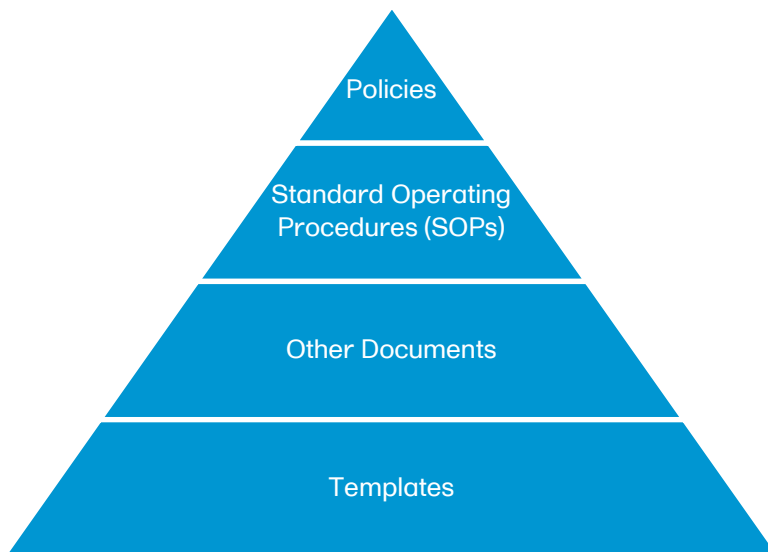 Policies
Standard Operating
Procedures (SOPs)
Other Documents
Templates